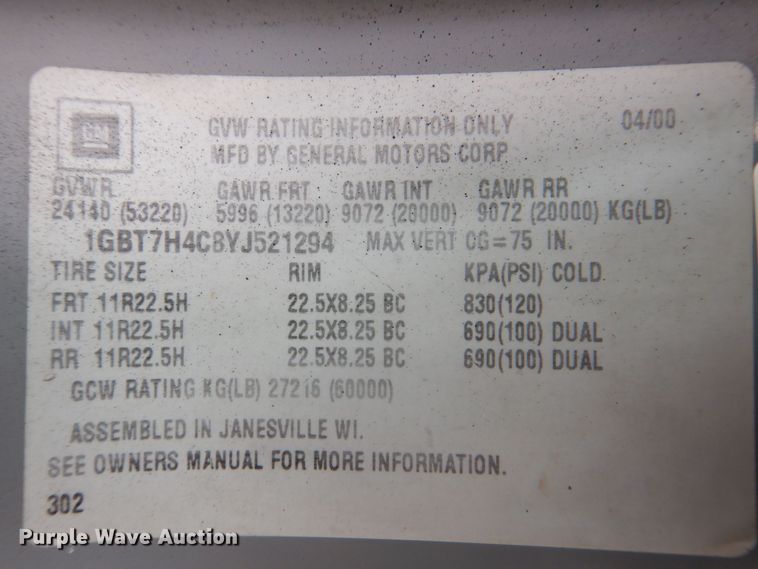 GM
GVW RATING INFORMATION ONLY 04/00
MFD BY GENERAL MOTORS CORP
GVWR GAWR FRT GAWR INT GAWR RR
24140 (53220) 5996 (13220) 9072 (20000) 9072 (20000) KG(LB)
1GBT7H4C8YJ521294 MAX VERT CG=75 IN.
TIRE SIZE RIM KPA(PSI) COLD
FRT 11R22.5H 22.5X8.25 BC 830(120)
INT 11R22.5H 22.5X8.25 BC 690(100) DUAL
RR 11R22.5H 22.5X8.25 BC 690(100) DUAL
GCW RATING KG(LB) 27216 (60000)
ASSEMBLED IN JANESVILLE WI.
SEE OWNERS MANUAL FOR MORE INFORMATION.
302
Purple Wave Auction